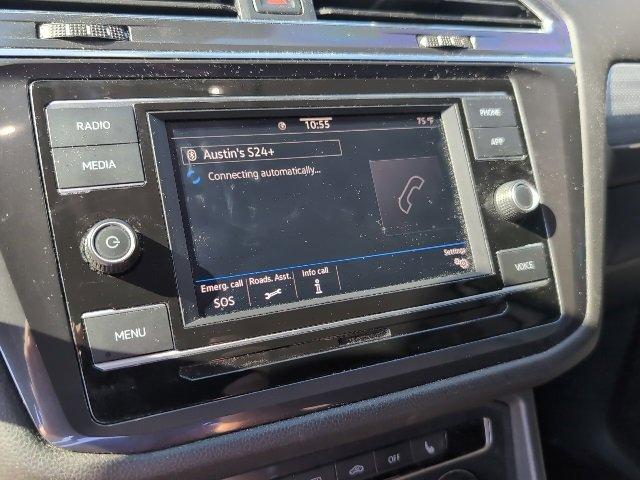 10:55
75°F
RADIO
PHONE
Austin's S24+
MEDIA
APP
Connecting automatically...
Settings
Emerg. call
Roads. Asst.
Info call
SOS
VOICE
MENU
OFF